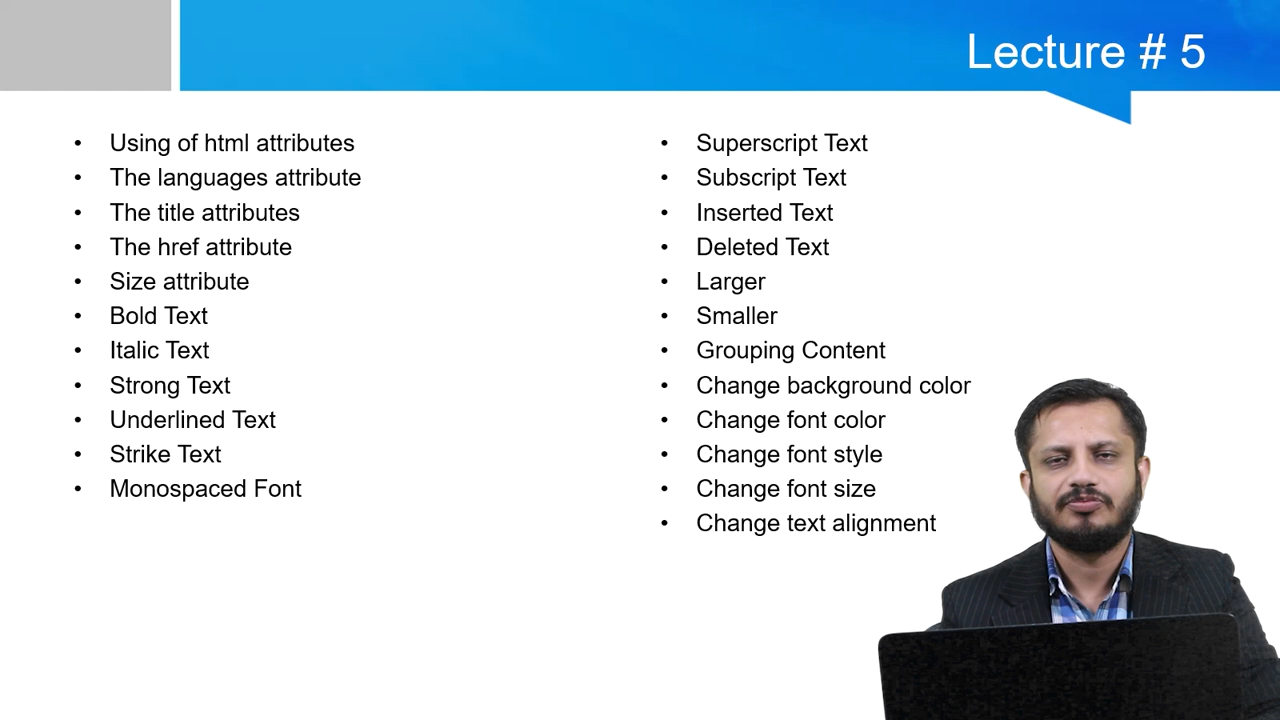 Lecture # 5
• Using of html attributes
• The languages attribute
• The title attributes
• The href attribute
• Size attribute
• Bold Text
• Italic Text
• Strong Text
• Underlined Text
• Strike Text
• Monospaced Font
• Superscript Text
• Subscript Text
• Inserted Text
• Deleted Text
• Larger
• Smaller
• Grouping Content
• Change background color
• Change font color
• Change font style
• Change font size
• Change text alignment